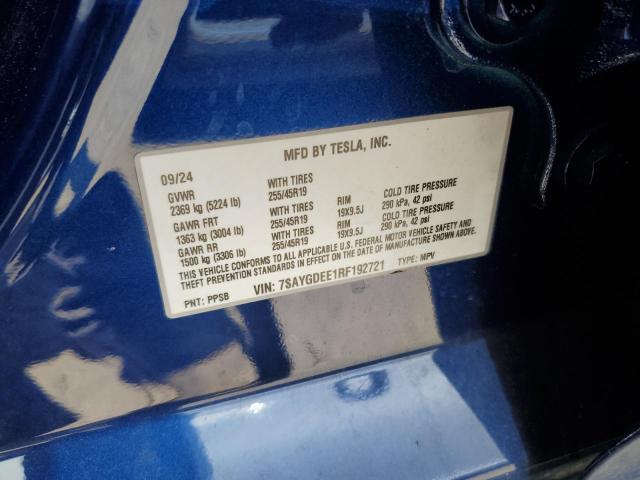 MFD BY TESLA, INC.
09/24
GVWR WITH TIRES
2369 kg (5224 lb) 255/45R19 RIM COLD TIRE PRESSURE
GAWR FRT WITH TIRES 19X9.5J 290 kPa, 42 psi
1363 kg (3004 lb) 255/45R19 RIM COLD TIRE PRESSURE
GAWR RR WITH TIRES 19X9.5J 290 kPa, 42 psi
1500 kg (3306 lb) 255/45R19
THIS VEHICLE CONFORMS TO ALL APPLICABLE U.S. FEDERAL MOTOR VEHICLE SAFETY AND
THEFT PREVENTION STANDARDS IN EFFECT ON THE DATE OF MANUFACTURE SHOWN ABOVE.
PNT: PPSB VIN: 7SAYGDEE1RF192721 TYPE: MPV